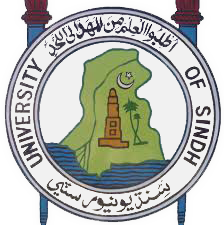 اطلبوا العلم من المهد الى اللحد
UNIVERSITY OF SINDH
سنڌ يونيورسٽي